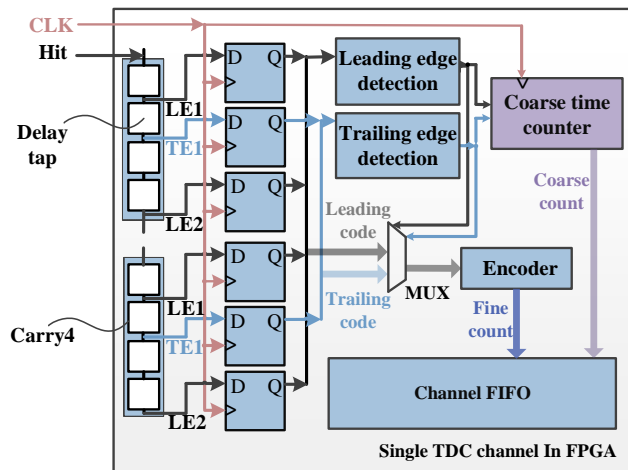 CLK
Hit
Delay
tap
Carry4
LE1
TE1
LE2
LE1
TE1
LE2
D Q
D Q
D Q
D Q
D Q
D Q
Leading edge
detection
Trailing edge
detection
Coarse time
counter
Leading
code
Trailing
code
MUX
Encoder
Coarse
count
Fine
count
Channel FIFO
Single TDC channel In FPGA